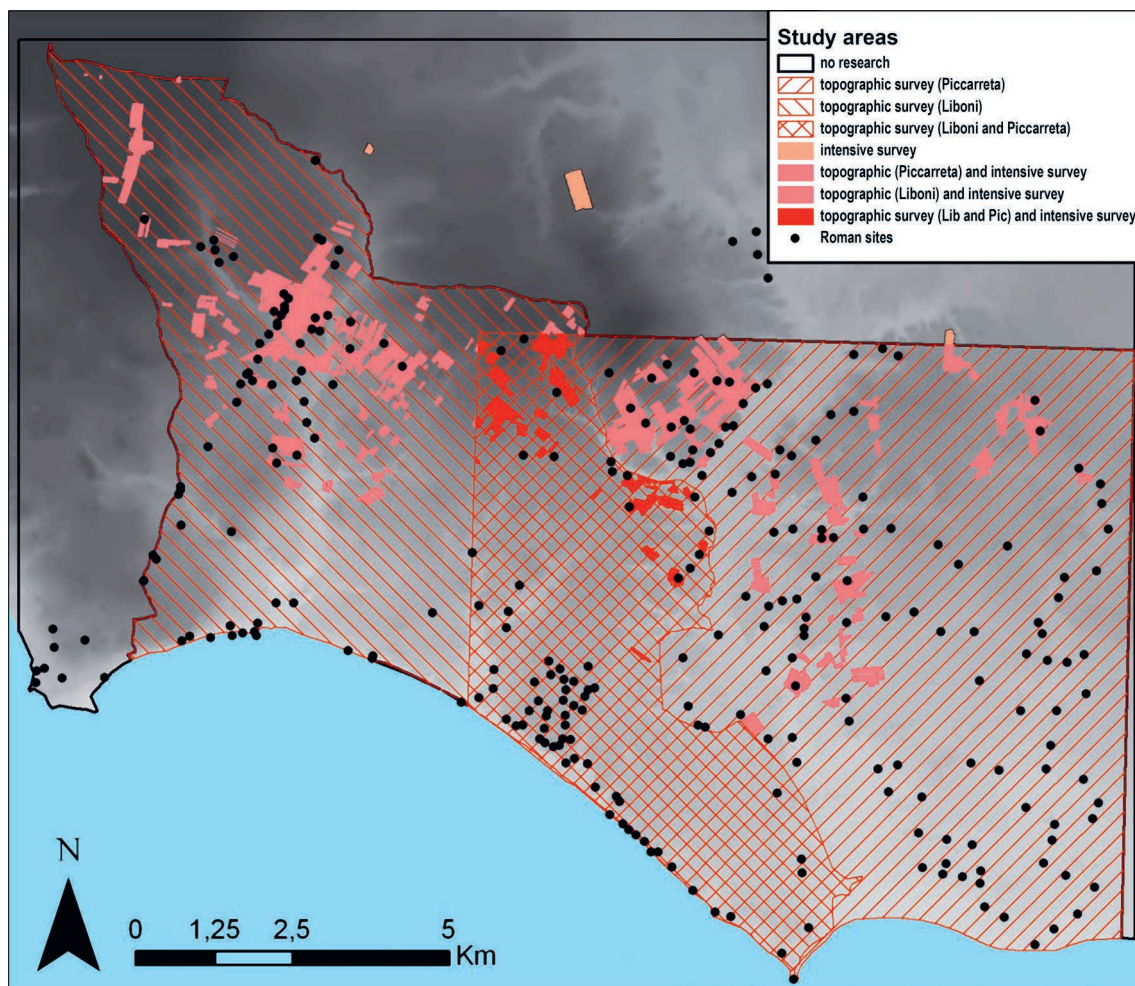 Study areas
no research
topographic survey (Piccarreta)
topographic survey (Liboni)
topographic survey (Liboni and Piccarreta)
intensive survey
topographic (Piccarreta) and intensive survey
topographic (Liboni) and intensive survey
topographic survey (Lib and Pic) and intensive survey
Roman sites
N
0 1,25 2,5 5
Km